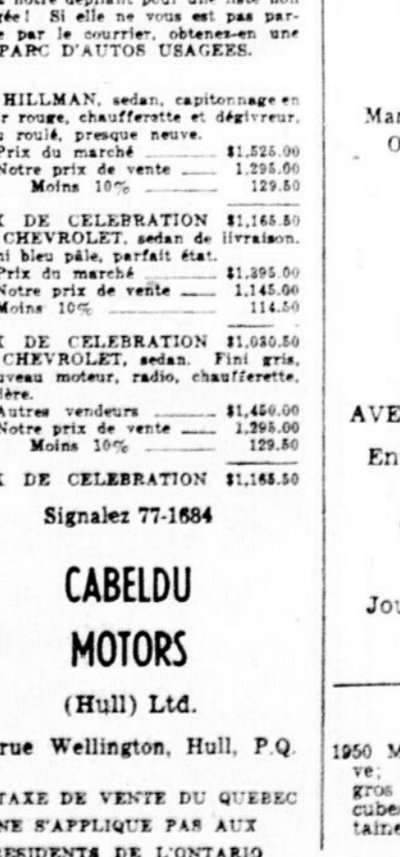 notre dépliant pour une liste non
gée! Si elle ne vous est pas par-
e par le courrier, obtenez-en une
PARC D'AUTOS USAGEES.
HILLMAN, sedan, capitonnage en
r rouge, chaufferette et dégivreur,
u roulé, presque neuve.
Prix du marché $1,525.00
Notre prix de vente 1,295.00
Moins 10% 129.50
X DE CELEBRATION $1,165.50
CHEVROLET, sedan de livraison.
ni bleu pâle, parfait état.
Prix du marché $1,395.00
Notre prix de vente 1,145.00
Moins 10% 114.50
X DE CELEBRATION $1,030.50
CHEVROLET, sedan. Fini gris,
uveau moteur, radio, chaufferette,
ière.
Autres vendeurs $1,450.00
Notre prix de vente 1,295.00
Moins 10% 129.50
X DE CELEBRATION $1,165.50
Signalez 77-1684
CABELDU
MOTORS
(Hull) Ltd.
rue Wellington, Hull, P.Q.
TAXE DE VENTE DU QUEBEC
NE S'APPLIQUE PAS AUX
RESIDENTS DE L'ONTARIO
Mar
O
AVE
En
Jou
1950 M
ve;
gros
cube
taine